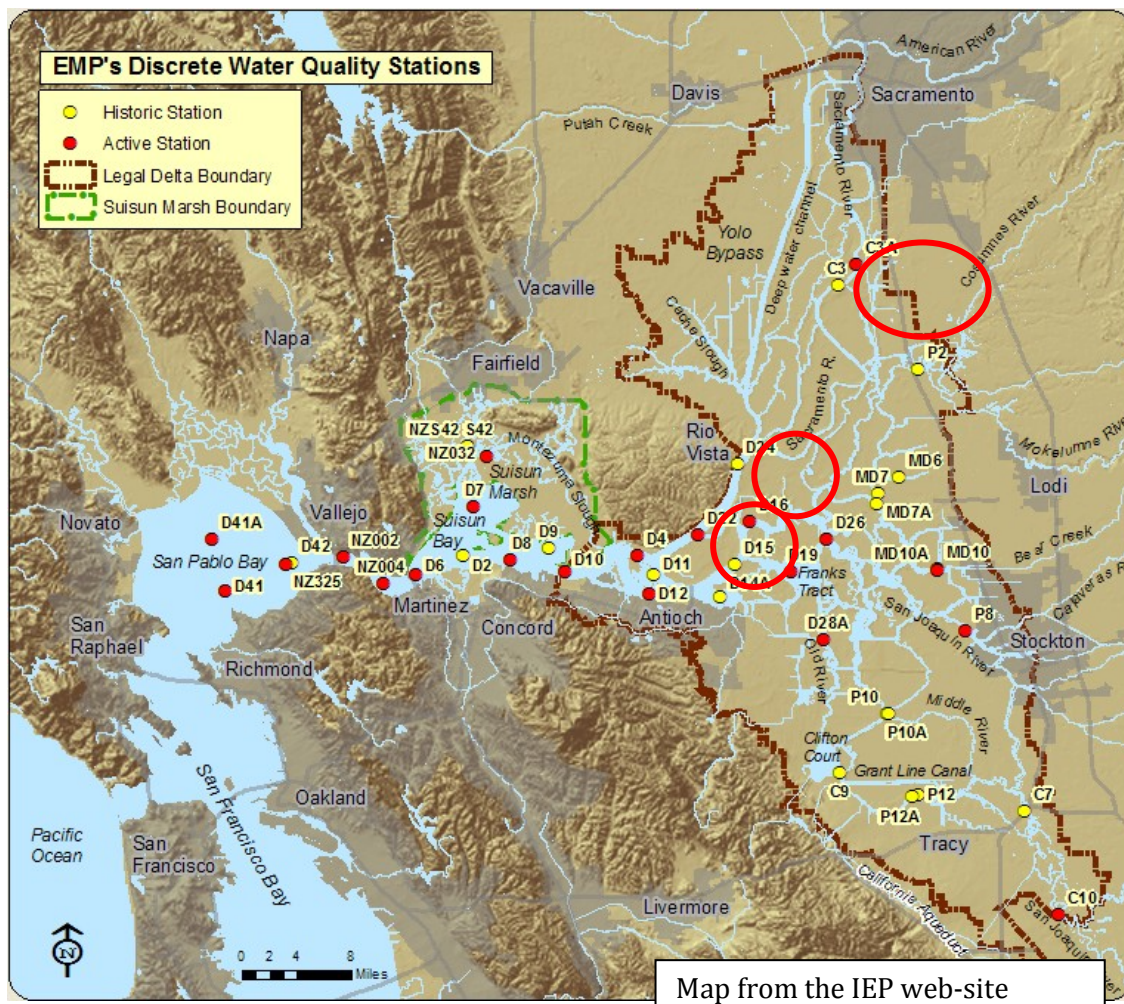 EMP's Discrete Water Quality Stations
Historic Station
Active Station
Legal Delta Boundary
Suisun Marsh Boundary
American River
Davis
Sacramento
Putah Creek
Sacramento River
Deep water channel
Yolo
Bypass
C3A
C3
Cosumnes River
Vacaville
Cache Slough
Napa
Fairfield
P2
Sacramento R.
Mokelumne River
NZS42
S42
NZ032
Montezuma Slough
Suisun
Marsh
Rio
Vista
D24
MD6
MD7
MD7A
Lodi
D7
Suisun
Bay
Novato
D41A
Vallejo
San Pablo Bay
D42
NZ002
NZ325
NZ004
D41
D6
D2
D8
D9
D10
D4
D22
D16
D15
D11
D12
D14A
D19
D26
Franks
Tract
MD10A
MD10
Bear Creek
Calaveras R
Martinez
Concord
Antioch
San
Raphael
Richmond
D28A
Old River
San Joaquin River
P8
Stockton
P10
P10A
Middle River
Clifton
Court
Grant Line Canal
C9
P12
P12A
C7
Tracy
San Francisco Bay
Oakland
Pacific
Ocean
San
Francisco
Livermore
California Aqueduct
C10
San Joaquin River
N
0 2 4 8
Miles
Map from the IEP web-site